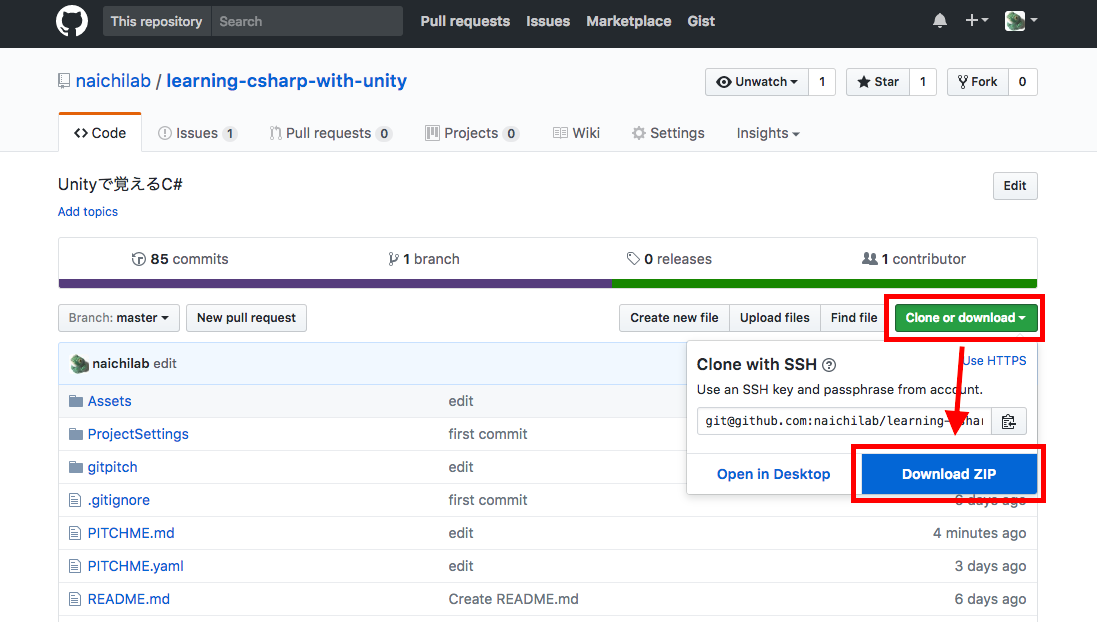 This repository Search Pull requests Issues Marketplace Gist
naichilab / learning-csharp-with-unity Unwatch 1 Star 1 Fork 0
Code Issues 1 Pull requests 0 Projects 0 Wiki Settings Insights
Unityで覚えるC# Edit
Add topics
85 commits 1 branch 0 releases 1 contributor
Branch: master New pull request Create new file Upload files Find file Clone or download
naichilab edit
Clone with SSH Use HTTPS
Use an SSH key and passphrase from account.
Assets edit
git@github.com:naichilab/learning-
ProjectSettings first commit
gitpitch edit
Open in Desktop Download ZIP
.gitignore first commit 6 days ago
PITCHME.md edit 4 minutes ago
PITCHME.yaml edit 3 days ago
README.md Create README.md 6 days ago